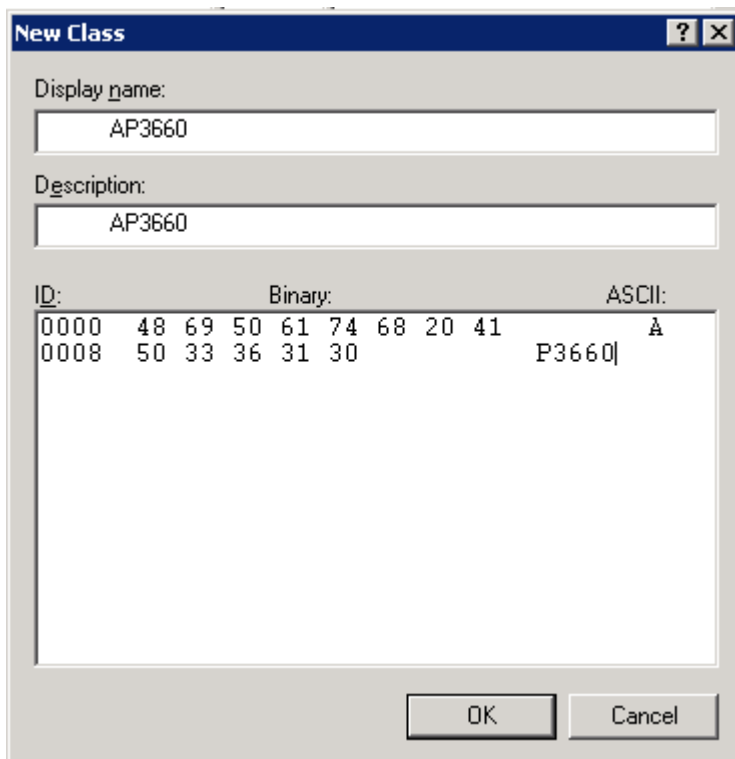 New Class
Display name:
AP3660
Description:
AP3660
ID: Binary: ASCII:
0000 48 69 50 61 74 68 20 41 A
0008 50 33 36 31 30 P3660
OK Cancel